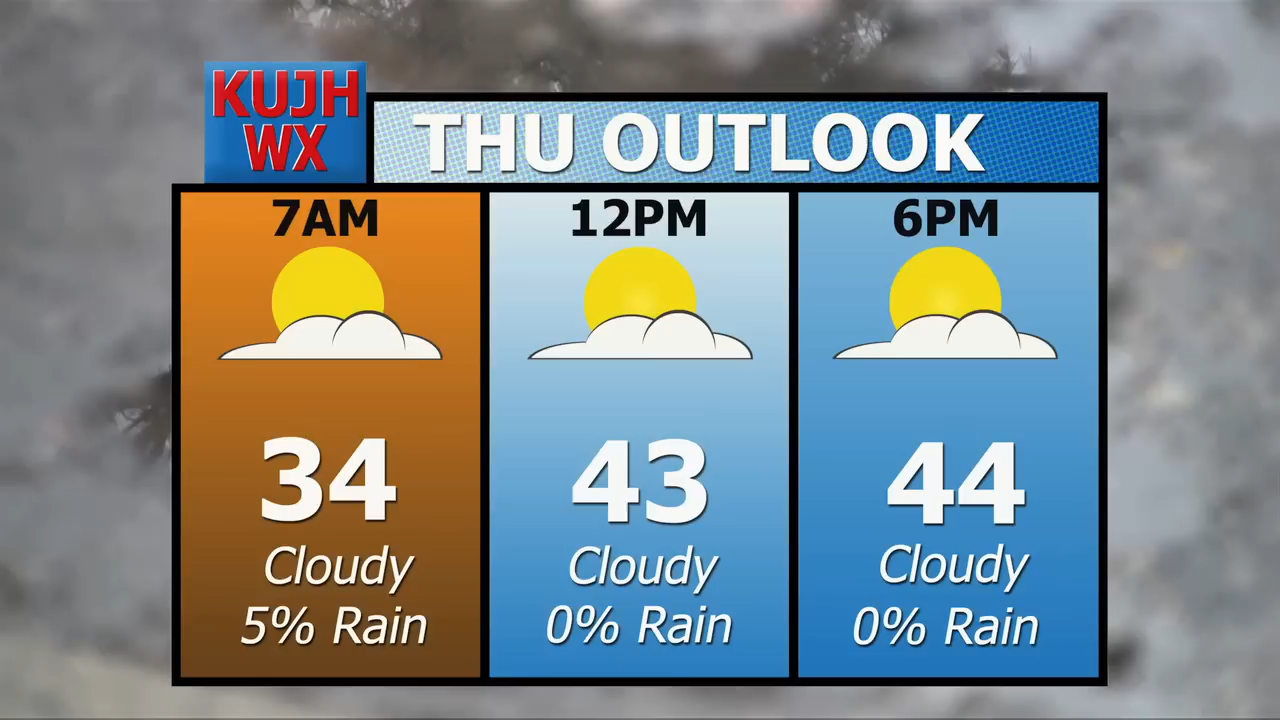 KUJH
WX
THU OUTLOOK
7AM
34
Cloudy
5% Rain
12PM
43
Cloudy
0% Rain
6PM
44
Cloudy
0% Rain